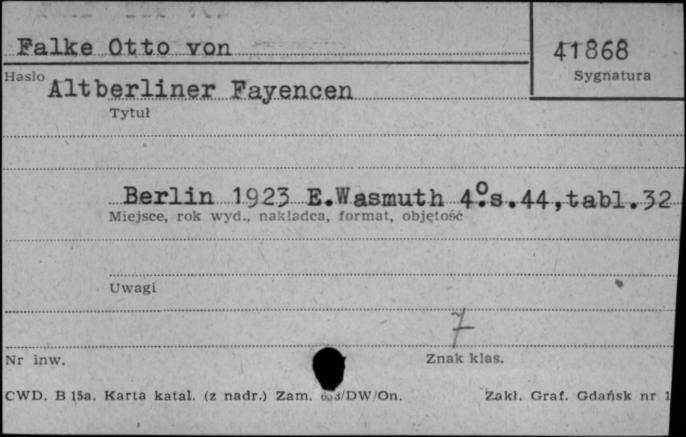 Falke Otto von
41868
Hasło
Sygnatura
Altberliner Fayencen
Tytuł
Berlin 1923 E.Wasmuth 4º.s.44,tabl.32
Miejsce, rok wyd., nakładca, format, objętość
Uwagi
7
Nr inw.
Znak klas.
CWD. B 15a. Karta katal. (z nadr.) Zam. /DW/On.
Zakł. Graf. Gdańsk nr 1